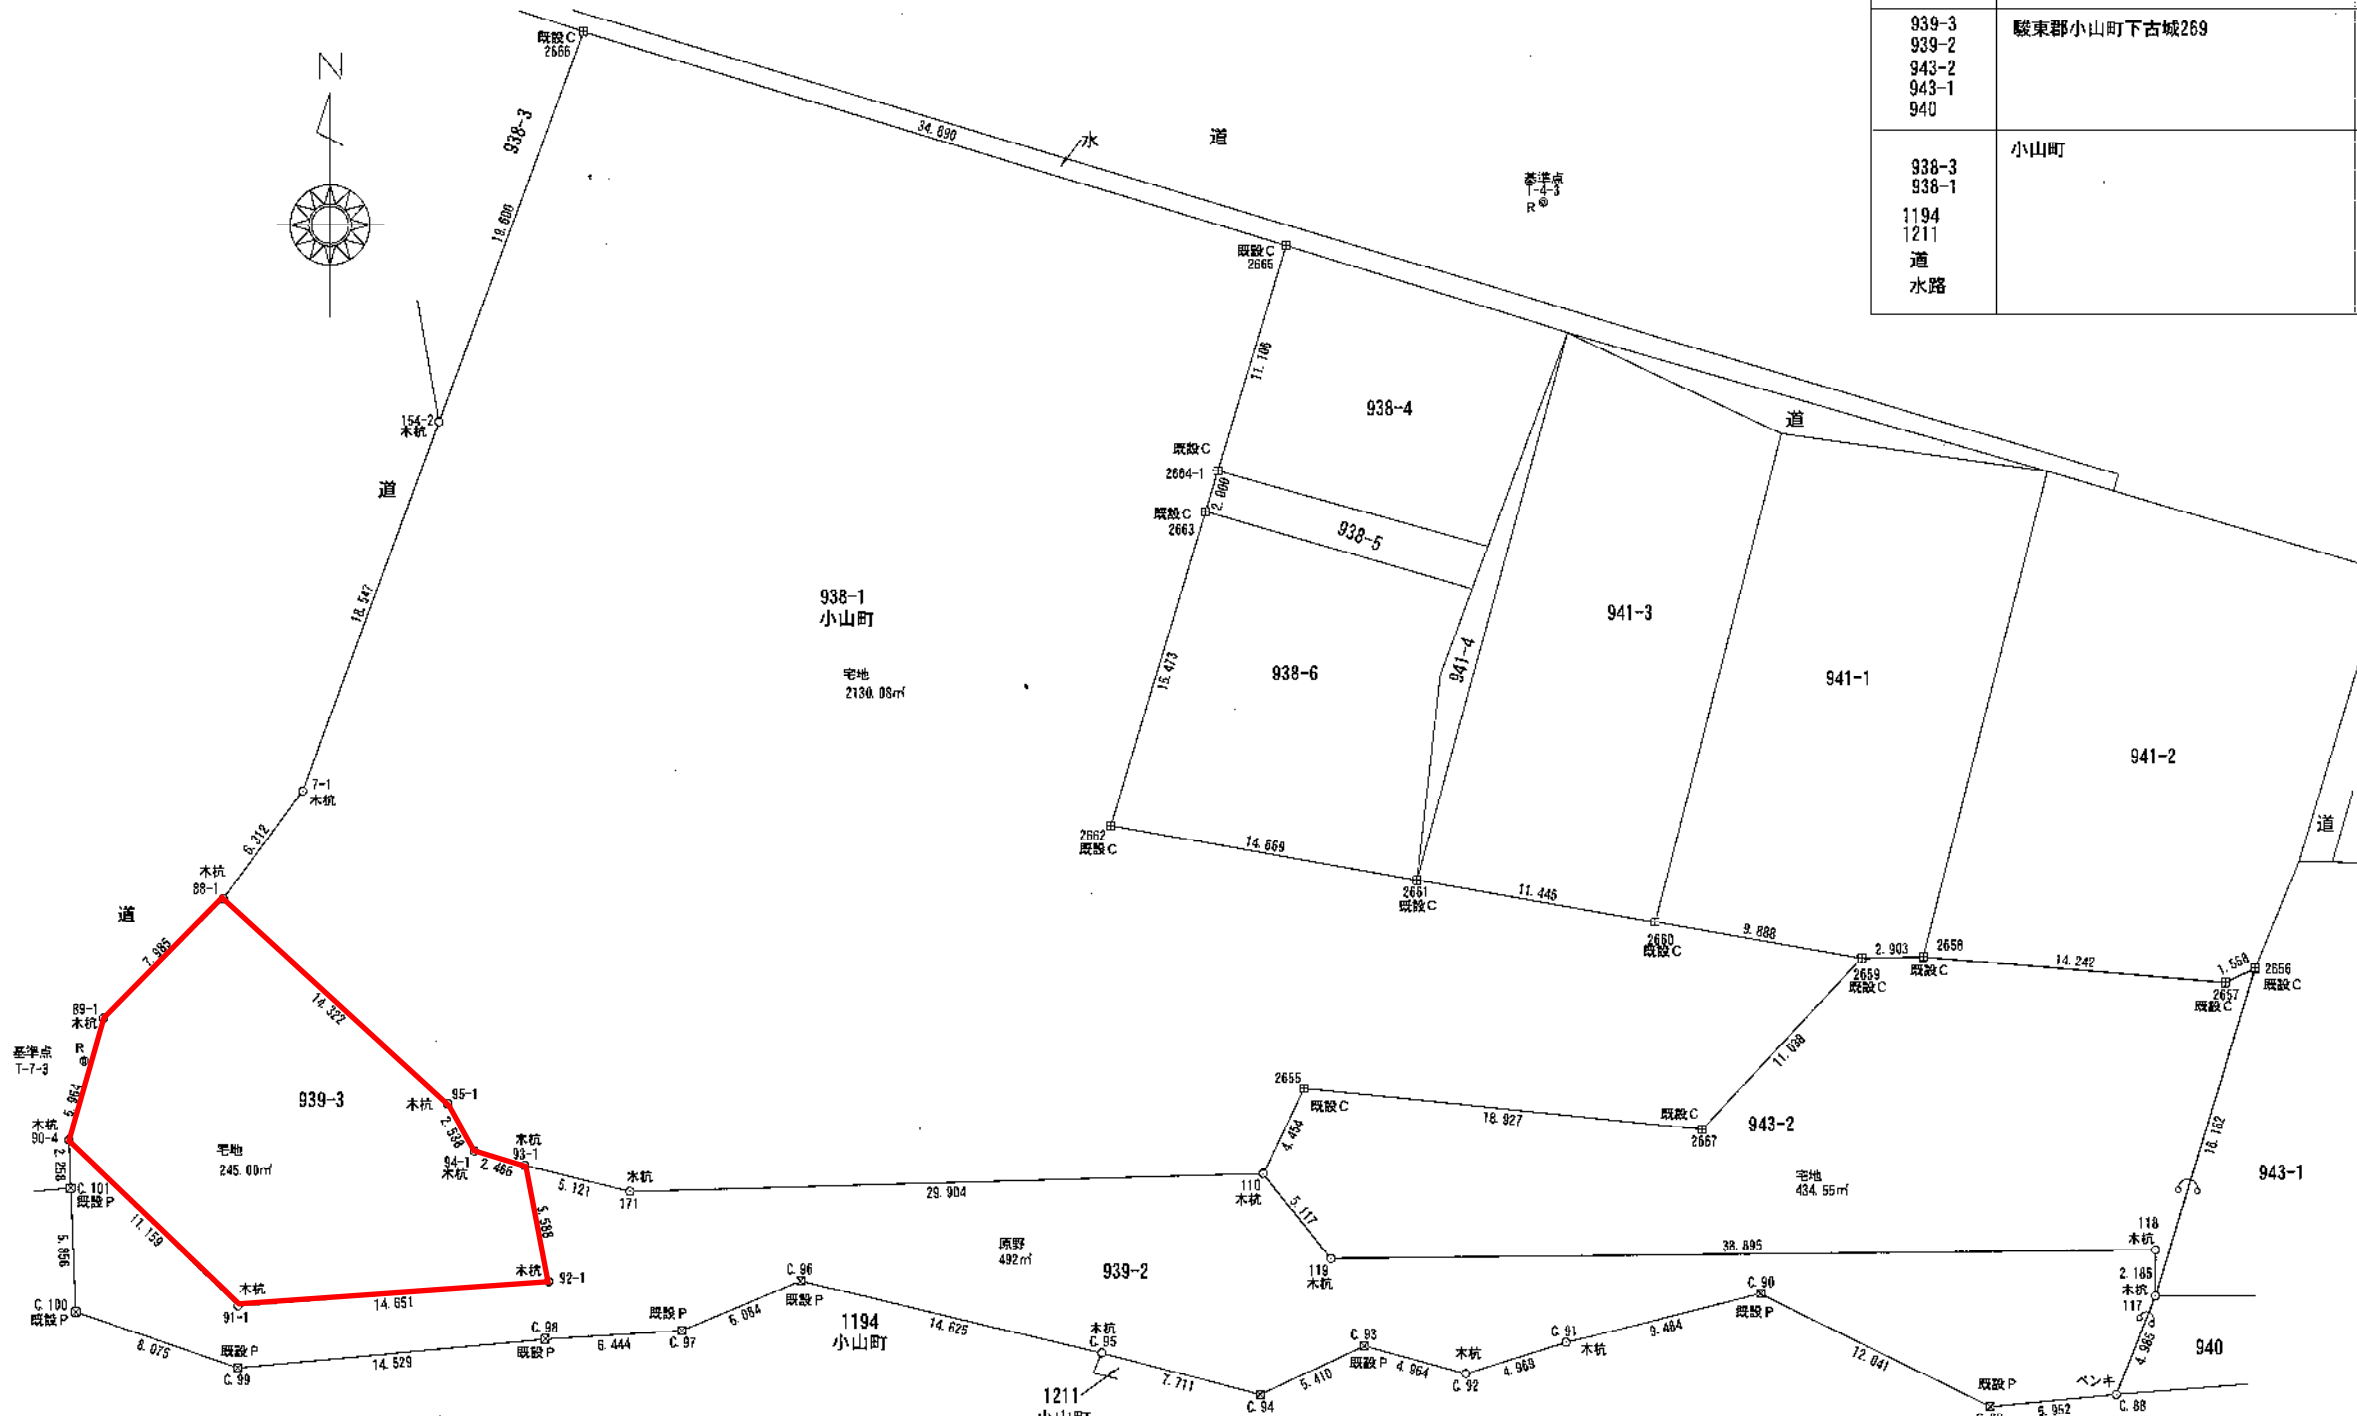 939-3
939-2
943-2
943-1
940
駿東郡小山町下古城269
938-3
938-1
1194
1211
道
水路
小山町
N
既設C
2666
938-3
34.690
水
道
基準点
T-4-3
R
19.600
既設C
2665
11.106
938-4
154-2
木杭
道
道
既設C
2664-1
2.000
既設C
2663
938-5
18.547
938-1
小山町
宅地
2130.08㎡
16.473
938-6
941-4
941-3
941-1
941-2
道
7-1
木杭
6.312
2662
既設C
14.669
2661
既設C
11.445
2660
既設C
9.888
2659
既設C
2.903
2658
既設C
14.242
1.568
2657
既設C
2656
既設C
木杭
88-1
道
7.985
14.322
89-1
木杭
基準点
T-7-3
R
5.964
939-3
宅地
245.00㎡
95-1
木杭
2.538
94-1
木杭
2.466
木杭
93-1
5.121
木杭
171
29.904
2655
既設C
4.454
18.927
既設C
2667
11.038
943-2
宅地
434.55㎡
18.162
943-1
木杭
90-4
2.258
C.101
既設P
11.159
5.588
110
木杭
5.117
119
木杭
38.895
118
木杭
2.185
木杭
117
5.856
C.100
既設P
木杭
91-1
14.651
木杭
92-1
原野
492㎡
939-2
8.075
既設P
C.99
14.529
C.98
既設P
6.444
既設P
C.97
6.084
C.96
既設P
1194
小山町
14.625
木杭
C.95
1211
小山町
7.711
C.94
5.410
C.93
既設P
4.964
木杭
C.92
4.969
C.91
木杭
9.484
C.90
既設P
12.841
既設P
5.952
ペンキ
C.88
4.985
940